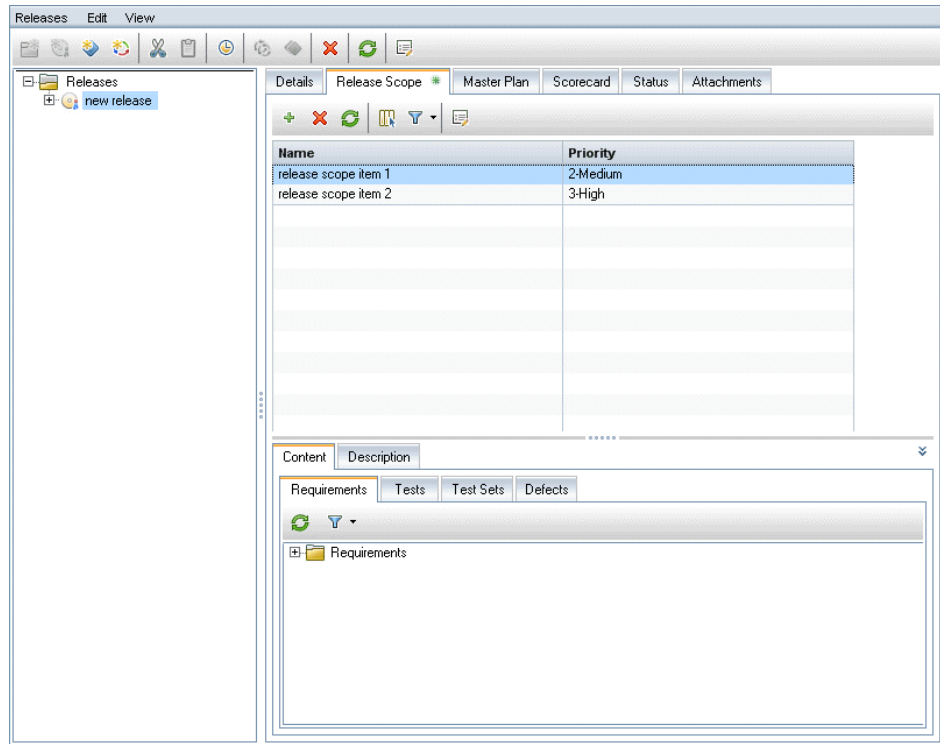 Releases Edit View
Releases
new release
Details Release Scope * Master Plan Scorecard Status Attachments
Name Priority
release scope item 1 2-Medium
release scope item 2 3-High
Content Description
Requirements Tests Test Sets Defects
Requirements